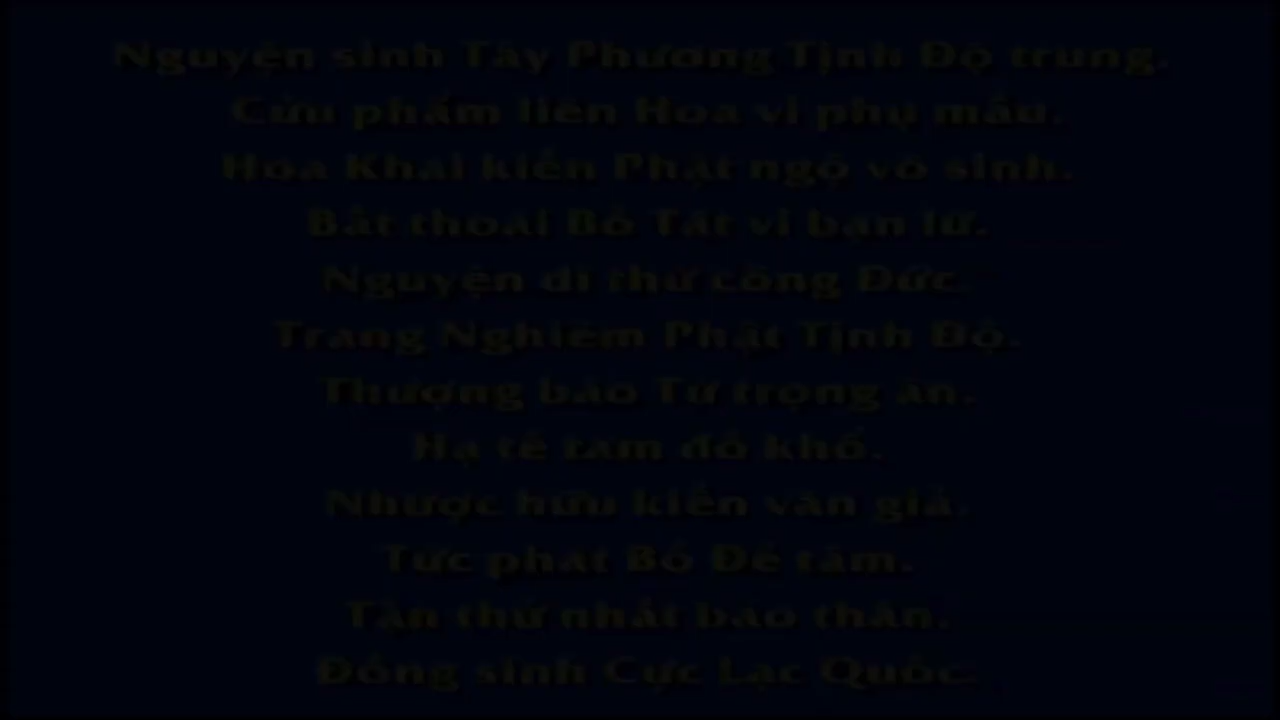 Nguyện sinh Tây Phương Tịnh Độ trung.
Cửu phẩm liên Hoa vi phụ mẫu.
Hoa Khai kiến Phật ngộ vô sinh.
Bất thoái Bồ Tát vi bạn lữ.
Nguyện dĩ thử công Đức.
Trang Nghiêm Phật Tịnh Độ.
Thượng báo Tứ trọng ân.
Hạ tế tam đồ khổ.
Nhược hữu kiến văn giả.
Tức phát Bồ Đề tâm.
Tận thử nhất báo thân.
Đồng sinh Cực Lạc Quốc.